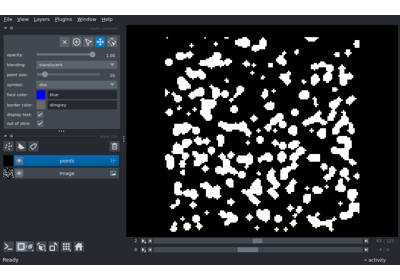 File View Layers Plugins Window Help
opacity: 1.00
blending: translucent
point size: 10
symbol: disc
face color: blue
border color: dimgrey
display text:
out of slice:
points
Image
2
0
Ready
activity